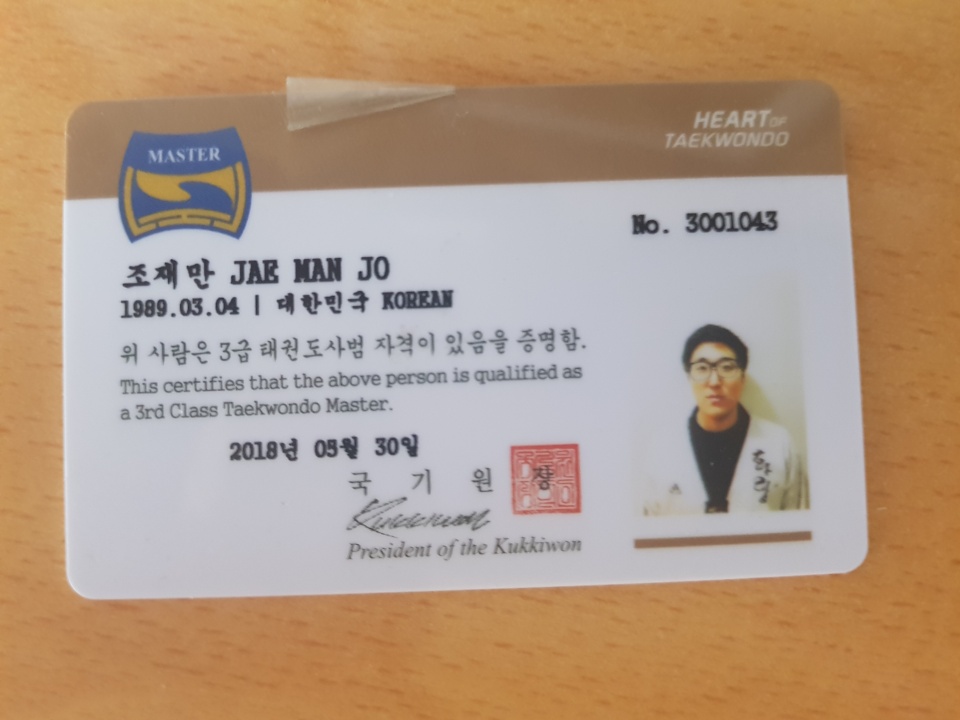 MASTER
HEART OF
TAEKWONDO
No. 3001043
조재만 JAE MAN JO
1989.03.04 | 대한민국 KOREAN
위 사람은 3급 태권도사범 자격이 있음을 증명함.
This certifies that the above person is qualified as
a 3rd Class Taekwondo Master.
2018년 05월 30일
국 기 원 장
Kukkiwon
President of the Kukkiwon